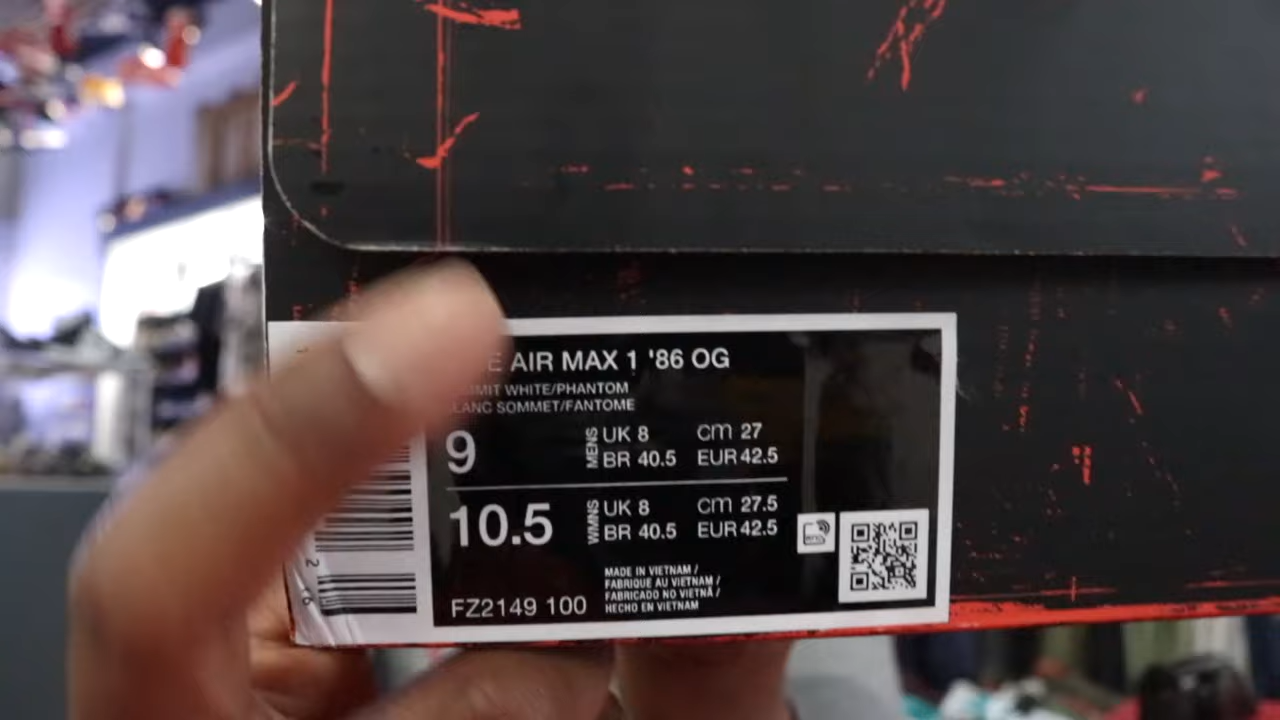 AIR MAX 1 '86 OG
WHITE/PHANTOM
SOMMET/FANTOME
9 MENS UK 8 cm 27
BR 40.5 EUR 42.5
10.5 WMNS UK 8 cm 27.5
BR 40.5 EUR 42.5
MADE IN VIETNAM /
FABRIQUE AU VIETNAM /
FABRICADO NO VIETNÃ /
HECHO EN VIETNAM
FZ2149 100